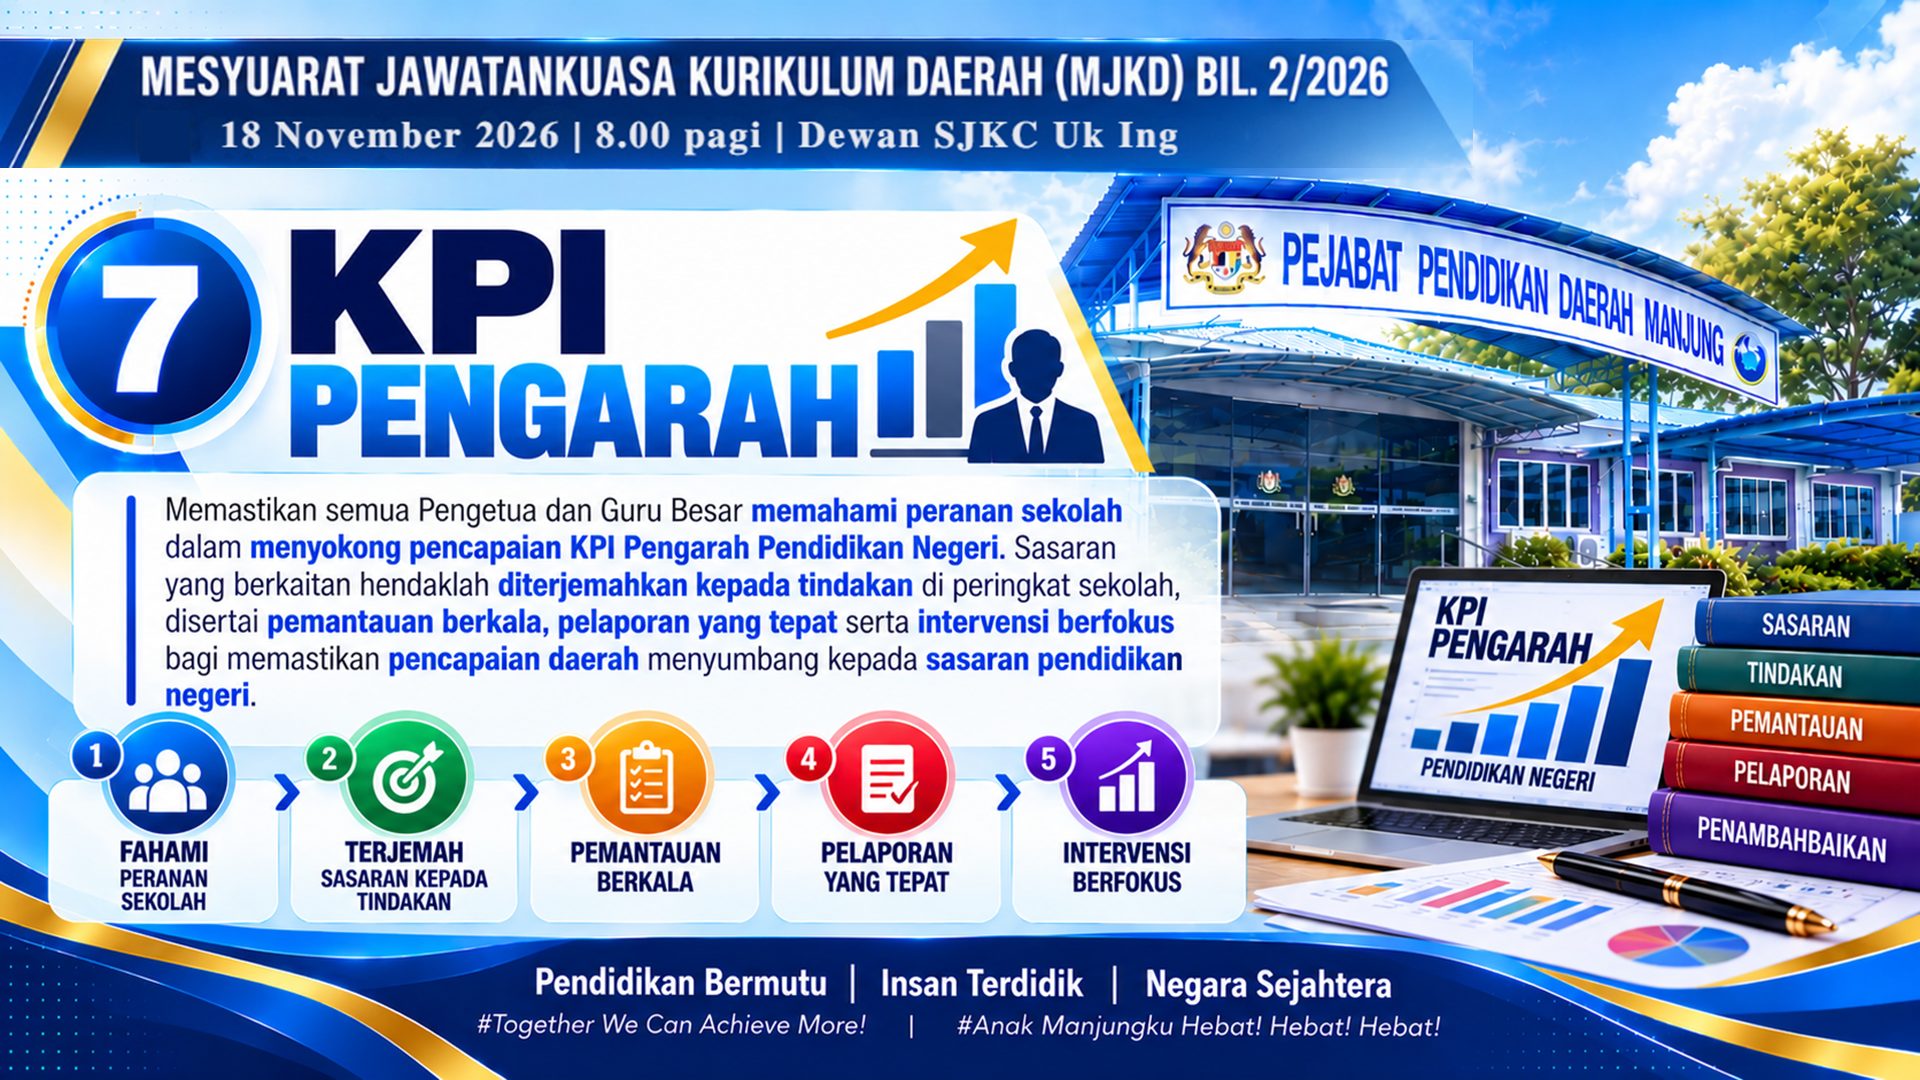 MESYUARAT JAWATANKUASA KURIKULUM DAERAH (MJKD) BIL. 2/2026
18 November 2026 | 8.00 pagi | Dewan SJKC Uk Ing
7
KPI
PENGARAH
PEJABAT PENDIDIKAN DAERAH MANJUNG
Memastikan semua Pengetua dan Guru Besar memahami peranan sekolah
dalam menyokong pencapaian KPI Pengarah Pendidikan Negeri. Sasaran
yang berkaitan hendaklah diterjemahkan kepada tindakan di peringkat sekolah,
disertai pemantauan berkala, pelaporan yang tepat serta intervensi berfokus
bagi memastikan pencapaian daerah menyumbang kepada sasaran pendidikan
negeri.
1
FAHAMI
PERANAN
SEKOLAH
2
TERJEMAH
SASARAN KEPADA
TINDAKAN
3
PEMANTAUAN
BERKALA
4
PELAPORAN
YANG TEPAT
5
INTERVENSI
BERFOKUS
KPI
PENGARAH
PENDIDIKAN NEGERI
SASARAN
TINDAKAN
PEMANTAUAN
PELAPORAN
PENAMBAHBAIKAN
Pendidikan Bermutu | Insan Terdidik | Negara Sejahtera
#Together We Can Achieve More! | #Anak Manjungku Hebat! Hebat! Hebat!